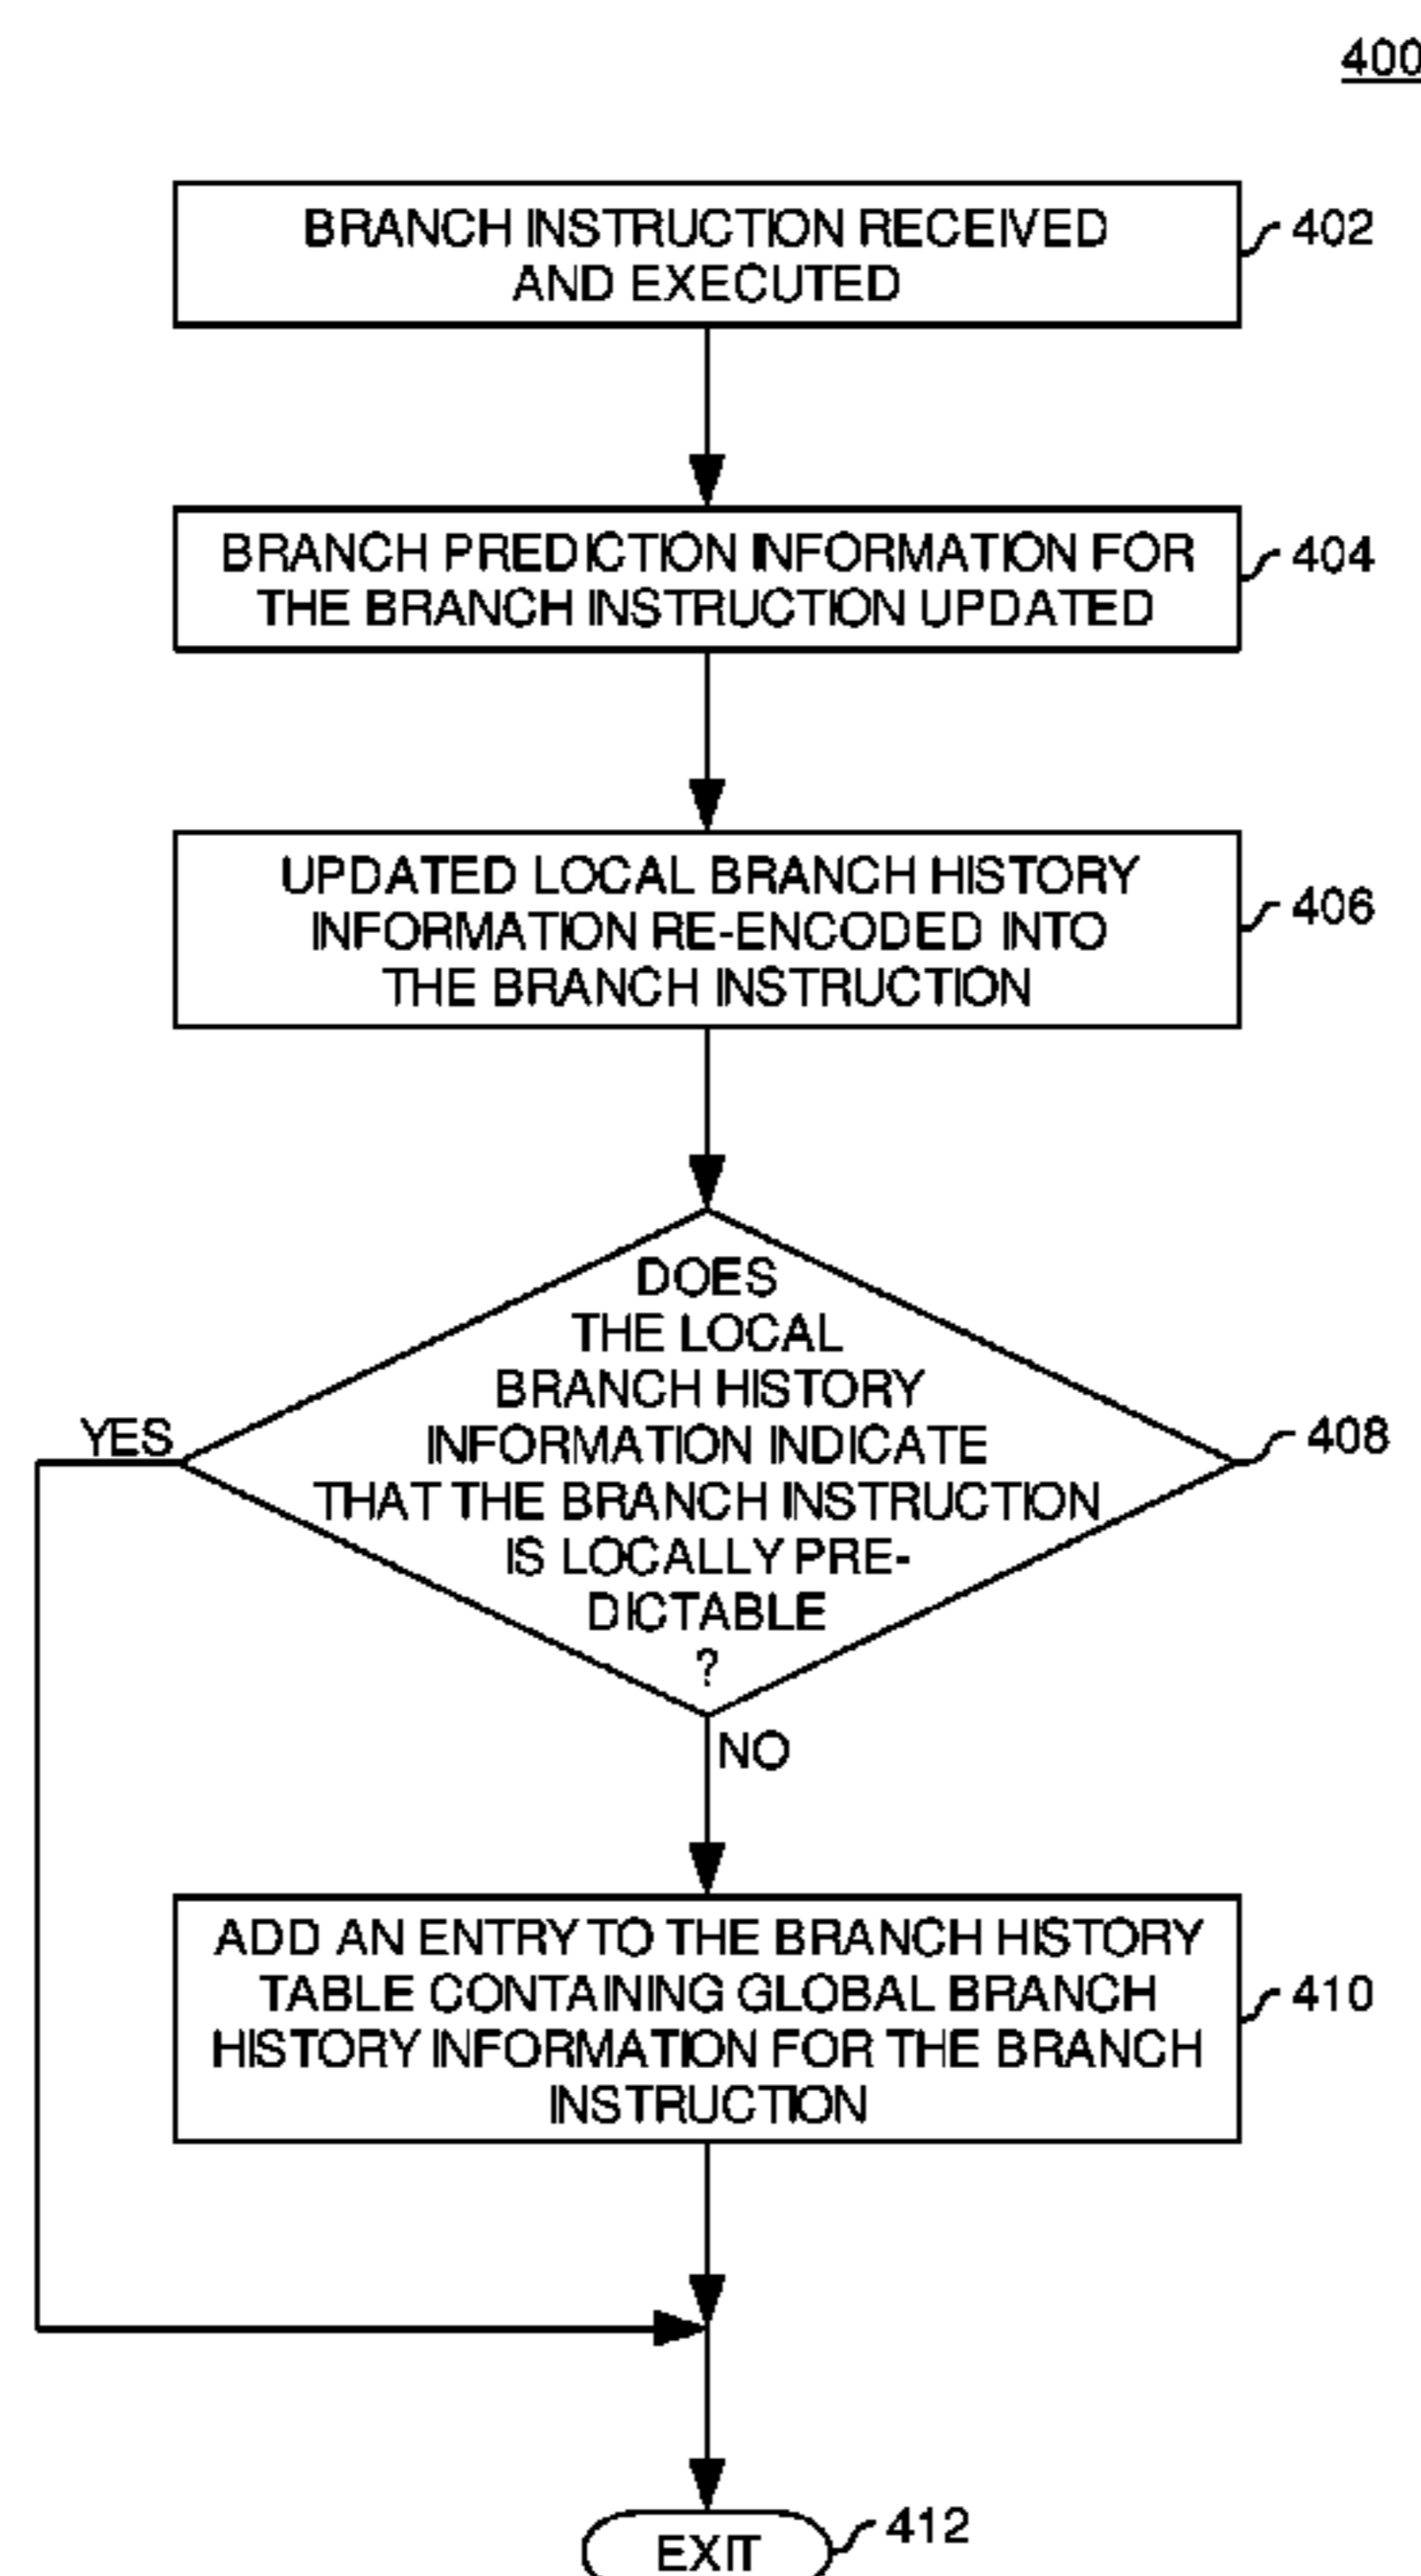 400
BRANCH INSTRUCTION RECEIVED
AND EXECUTED
402
BRANCH PREDICTION INFORMATION FOR
THE BRANCH INSTRUCTION UPDATED
404
UPDATED LOCAL BRANCH HISTORY
INFORMATION RE-ENCODED INTO
THE BRANCH INSTRUCTION
406
DOES
THE LOCAL
BRANCH HISTORY
INFORMATION INDICATE
THAT THE BRANCH INSTRUCTION
IS LOCALLY PRE-
DICTABLE
?
408
YES
NO
ADD AN ENTRY TO THE BRANCH HISTORY
TABLE CONTAINING GLOBAL BRANCH
HISTORY INFORMATION FOR THE BRANCH
INSTRUCTION
410
EXIT
412